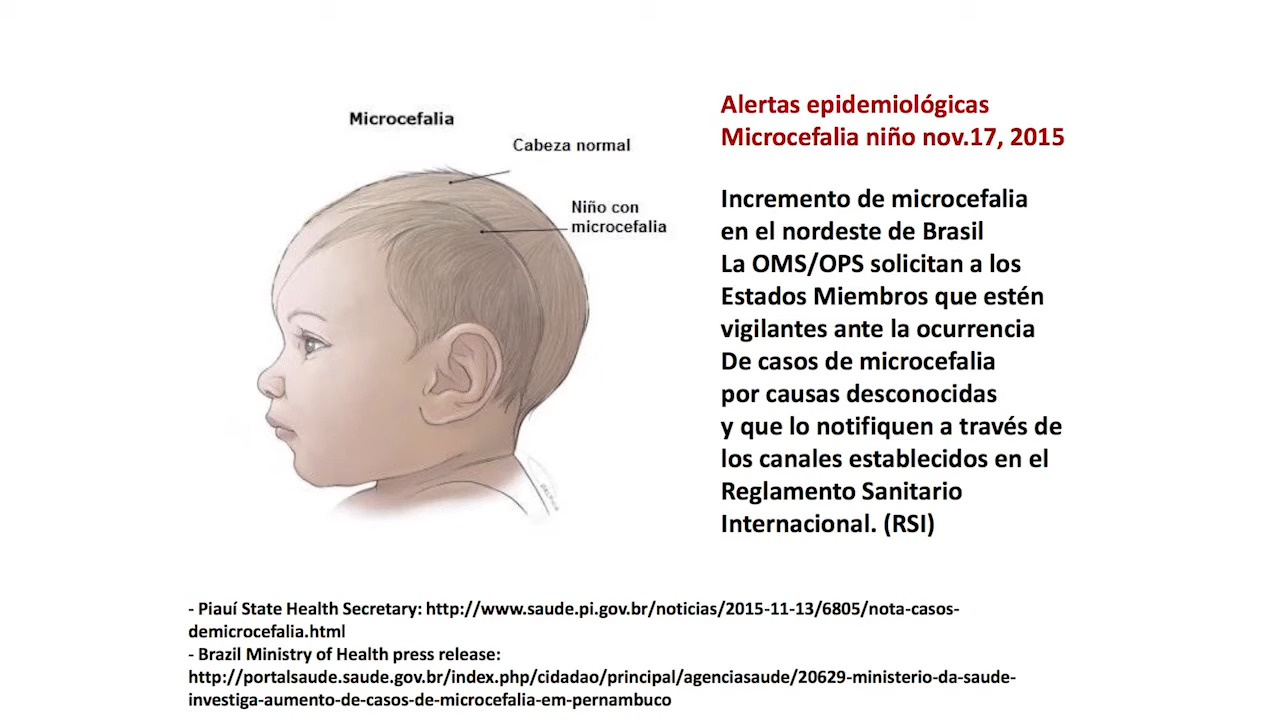 Microcefalia
Cabeza normal
Niño con
microcefalia
Alertas epidemiológicas
Microcefalia niño nov.17, 2015
Incremento de microcefalia
en el nordeste de Brasil
La OMS/OPS solicitan a los
Estados Miembros que estén
vigilantes ante la ocurrencia
De casos de microcefalia
por causas desconocidas
y que lo notifiquen a través de
los canales establecidos en el
Reglamento Sanitario
Internacional. (RSI)
- Piauí State Health Secretary: http://www.saude.pi.gov.br/noticias/2015-11-13/6805/nota-casos-
demicrocefalia.html
- Brazil Ministry of Health press release:
http://portalsaude.saude.gov.br/index.php/cidadao/principal/agenciasaude/20629-ministerio-da-saude-
investiga-aumento-de-casos-de-microcefalia-em-pernambuco